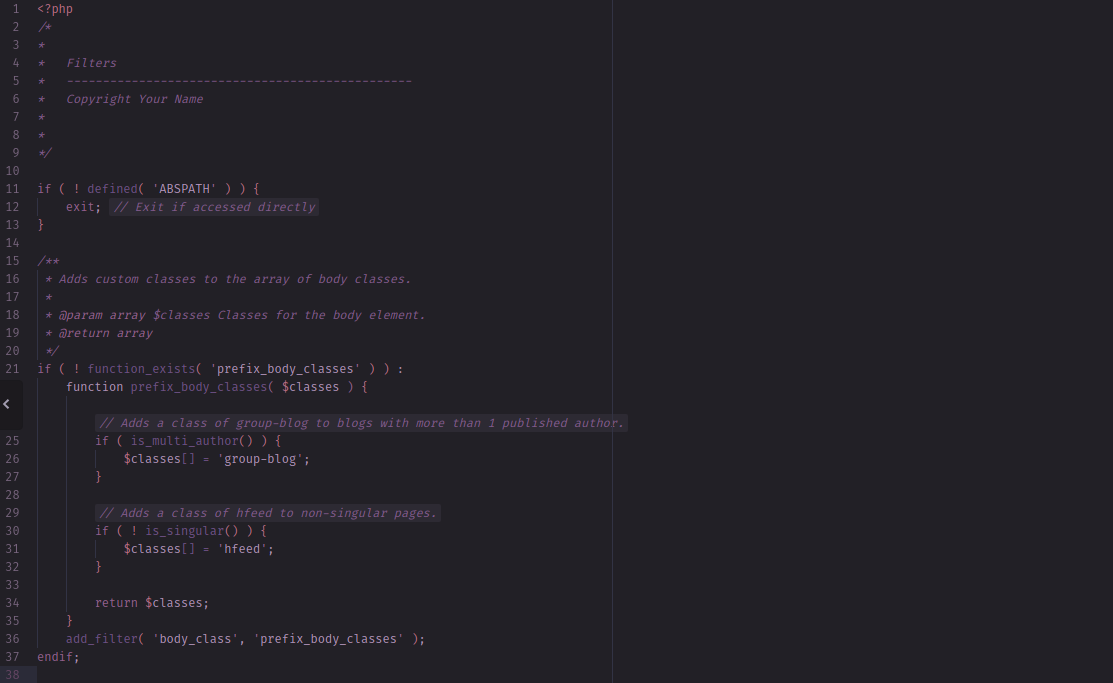 1 <?php
2 /*
3 *
4 *   Filters
5 *   ------------------------------------------------
6 *   Copyright Your Name
7 *
8 *
9 */
10
11 if ( ! defined( 'ABSPATH' ) ) {
12     exit; // Exit if accessed directly
13 }
14
15 /**
16  * Adds custom classes to the array of body classes.
17  *
18  * @param array $classes Classes for the body element.
19  * @return array
20  */
21 if ( ! function_exists( 'prefix_body_classes' ) ) :
    function prefix_body_classes( $classes ) {
        // Adds a class of group-blog to blogs with more than 1 published author.
25         if ( is_multi_author() ) {
26             $classes[] = 'group-blog';
27         }
28
29         // Adds a class of hfeed to non-singular pages.
30         if ( ! is_singular() ) {
31             $classes[] = 'hfeed';
32         }
33
34         return $classes;
35     }
36     add_filter( 'body_class', 'prefix_body_classes' );
37 endif;
38